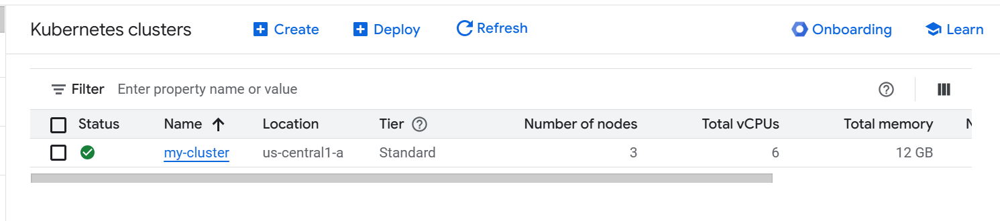 Kubernetes clusters Create Deploy Refresh Onboarding Learn
Filter Enter property name or value
Status Name Location Tier Number of nodes Total vCPUs Total memory
my-cluster us-central1-a Standard 3 6 12 GB